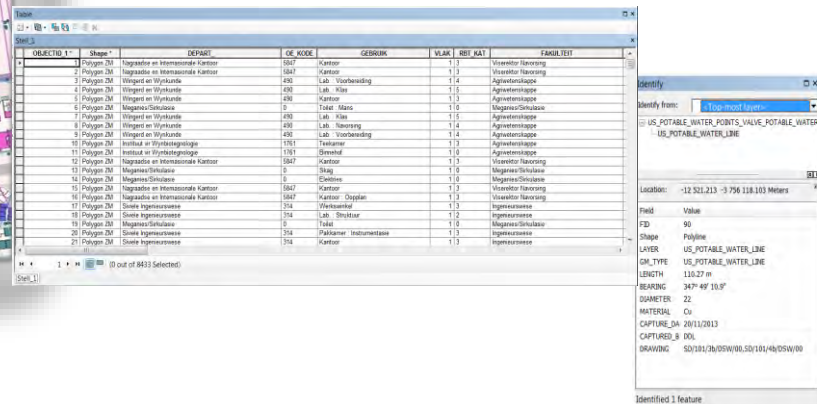 Table
Stell_1
OBJECTID_1 * Shape * DEPART_ OE_KODE GEBRUIK VLAK RBT_KAT FAKULTEIT
1 Polygon ZM Nagraadse en Internasionale Kantoor 5847 Kantoor 1 3 Viserektor Navorsing
2 Polygon ZM Nagraadse en Internasionale Kantoor 5847 Kantoor 1 3 Viserektor Navorsing
3 Polygon ZM Wingerd en Wynkunde 490 Lab. : Voorbereiding 1 4 Agriwetenskappe
4 Polygon ZM Wingerd en Wynkunde 490 Lab. : Klas 1 5 Agriwetenskappe
5 Polygon ZM Wingerd en Wynkunde 490 Kantoor 1 3 Agriwetenskappe
6 Polygon ZM Meganies/Sirkulasie 0 Toilet : Mans 1 0 Meganies/Sirkulasie
7 Polygon ZM Wingerd en Wynkunde 490 Lab. : Klas 1 5 Agriwetenskappe
8 Polygon ZM Wingerd en Wynkunde 490 Lab. : Navorsing 1 4 Agriwetenskappe
9 Polygon ZM Wingerd en Wynkunde 490 Lab. : Voorbereiding 1 4 Agriwetenskappe
10 Polygon ZM Instituut vir Wynbiotegnologie 1761 Teekamer 1 3 Agriwetenskappe
11 Polygon ZM Instituut vir Wynbiotegnologie 1761 Binnehof 1 0 Agriwetenskappe
12 Polygon ZM Nagraadse en Internasionale Kantoor 5847 Kantoor 1 3 Viserektor Navorsing
13 Polygon ZM Meganies/Sirkulasie 0 Skag 1 0 Meganies/Sirkulasie
14 Polygon ZM Meganies/Sirkulasie 0 Elektries 1 0 Meganies/Sirkulasie
15 Polygon ZM Nagraadse en Internasionale Kantoor 5847 Kantoor 1 3 Viserektor Navorsing
16 Polygon ZM Nagraadse en Internasionale Kantoor 5847 Kantoor : Oopplan 1 3 Viserektor Navorsing
17 Polygon ZM Siviele Ingenieurswese 314 Werkswinkel 1 3 Ingenieurswese
18 Polygon ZM Siviele Ingenieurswese 314 Lab. : Struktuur 1 2 Ingenieurswese
19 Polygon ZM Meganies/Sirkulasie 0 Toilet 1 0 Meganies/Sirkulasie
20 Polygon ZM Siviele Ingenieurswese 314 Pakkamer : Instrumentasie 1 3 Ingenieurswese
21 Polygon ZM Siviele Ingenieurswese 314 Kantoor 1 3 Ingenieurswese
1 (0 out of 8433 Selected)
Stell_1
Identify
Identify from: <Top-most layer>
US_POTABLE_WATER_POINTS_VALVE_POTABLE_WATER
US_POTABLE_WATER_LINE
Location: -12 521.213 -3 756 118.103 Meters
Field Value
FID 90
Shape Polyline
LAYER US_POTABLE_WATER_LINE
GM_TYPE US_POTABLE_WATER_LINE
LENGTH 110.27 m
BEARING 347° 49' 10.9"
DIAMETER 22
MATERIAL Cu
CAPTURE_DA 20/11/2013
CAPTURED_B DDL
DRAWING SD/101/3b/DSW/00,SD/101/4b/DSW/00
Identified 1 feature